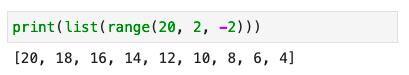 print(list(range(20, 2, -2)))
[20, 18, 16, 14, 12, 10, 8, 6, 4]